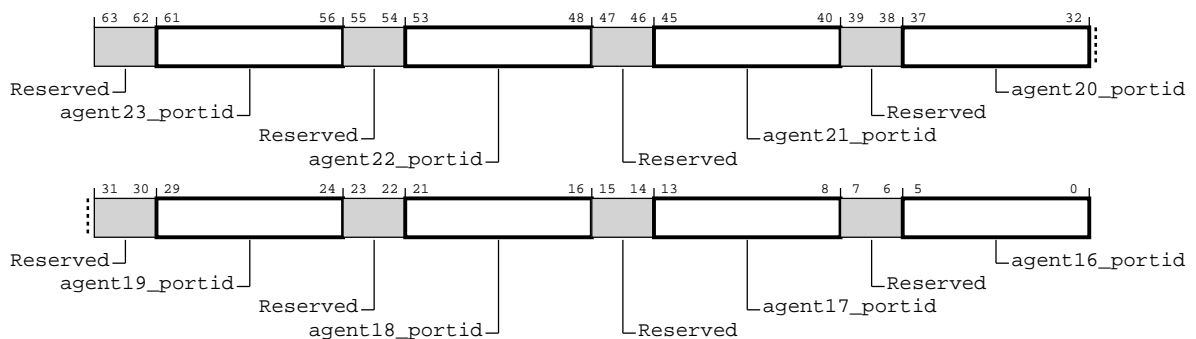 63 62 61 56 55 54 53 48 47 46 45 40 39 38 37 32
Reserved agent20_portid
agent23_portid Reserved
Reserved agent21_portid
agent22_portid Reserved
31 30 29 24 23 22 21 16 15 14 13 8 7 6 5 0
Reserved agent16_portid
agent19_portid Reserved
Reserved agent17_portid
agent18_portid Reserved